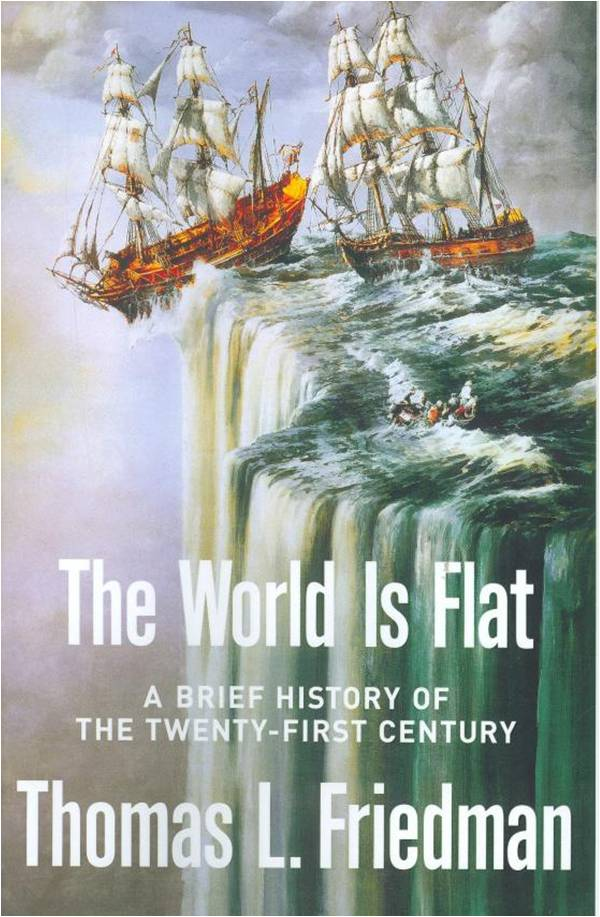 The World Is Flat
A BRIEF HISTORY OF
THE TWENTY-FIRST CENTURY
Thomas L. Friedman